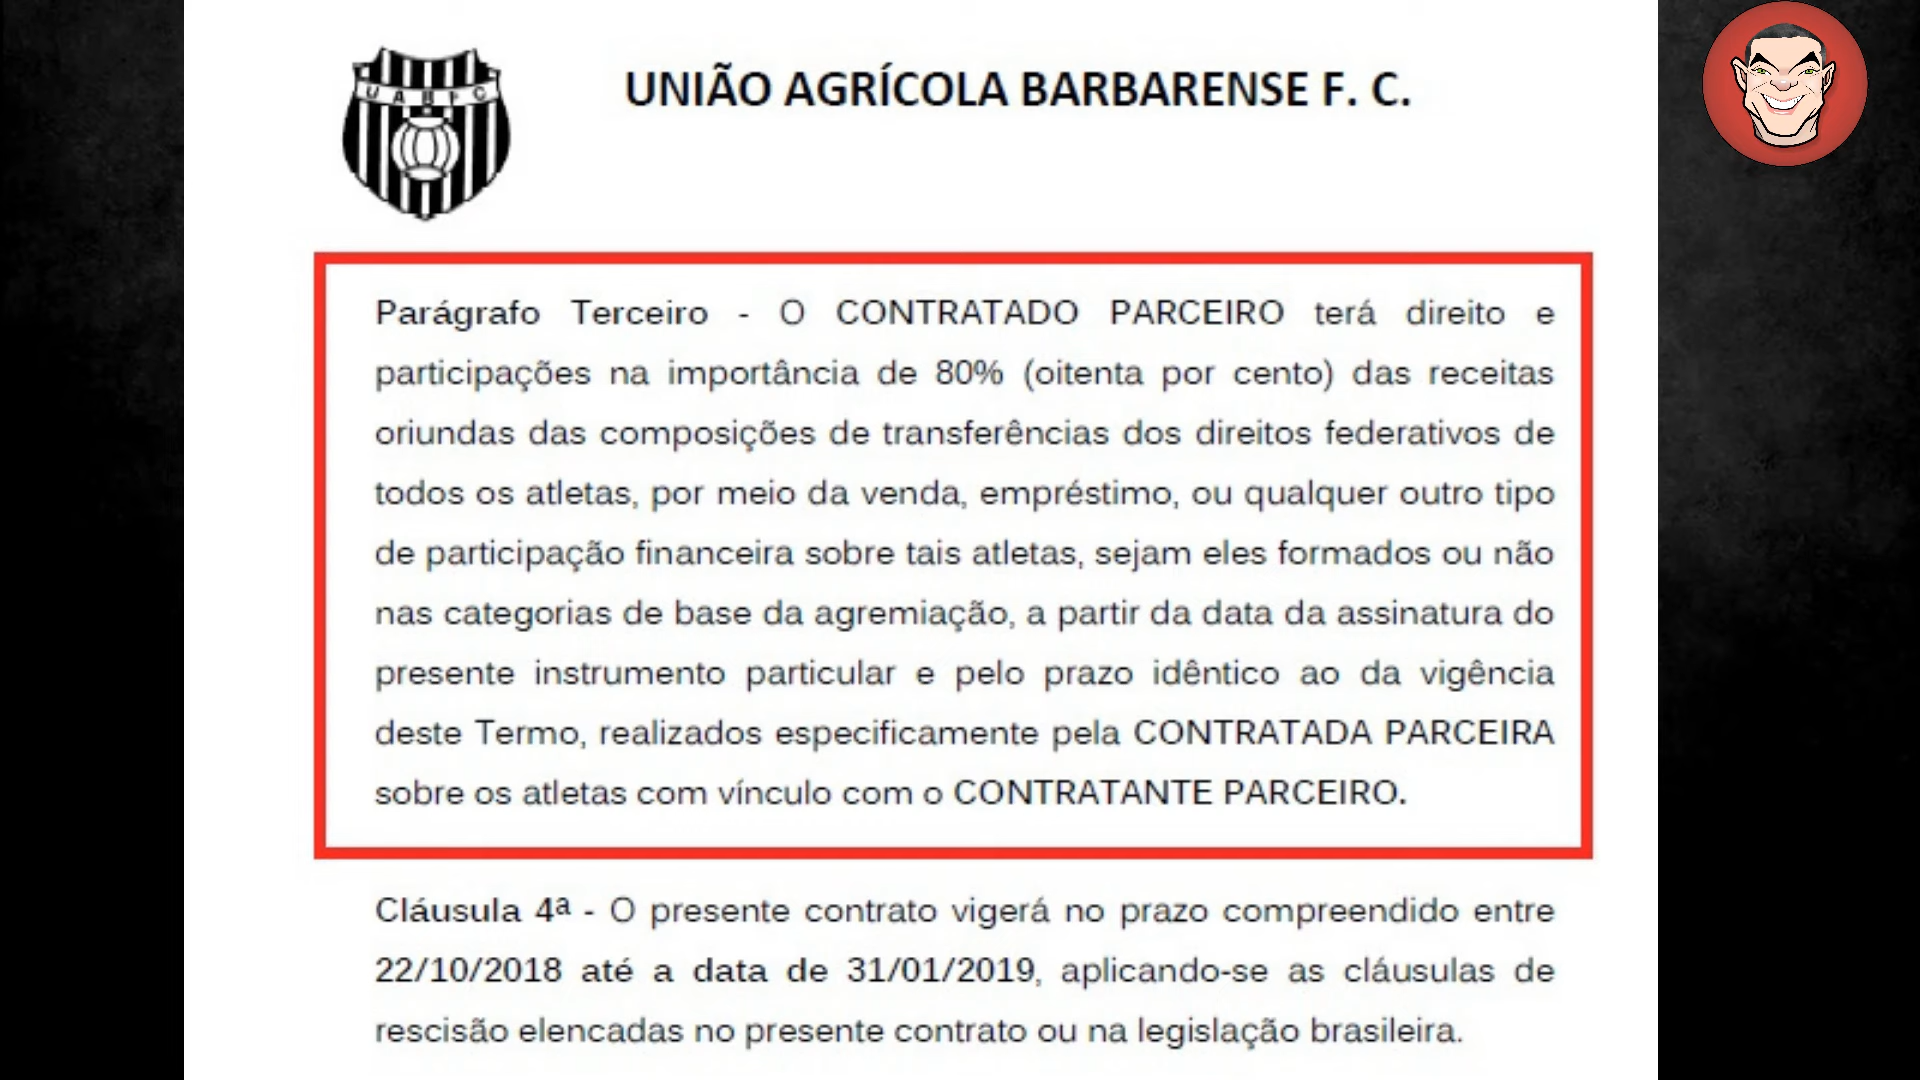 UABFC
UNIÃO AGRÍCOLA BARBARENSE F. C.
Parágrafo Terceiro - O CONTRATADO PARCEIRO terá direito e
participações na importância de 80% (oitenta por cento) das receitas
oriundas das composições de transferências dos direitos federativos de
todos os atletas, por meio da venda, empréstimo, ou qualquer outro tipo
de participação financeira sobre tais atletas, sejam eles formados ou não
nas categorias de base da agremiação, a partir da data da assinatura do
presente instrumento particular e pelo prazo idêntico ao da vigência
deste Termo, realizados especificamente pela CONTRATADA PARCEIRA
sobre os atletas com vínculo com o CONTRATANTE PARCEIRO.
Cláusula 4ª - O presente contrato vigerá no prazo compreendido entre
22/10/2018 até a data de 31/01/2019, aplicando-se as cláusulas de
rescisão elencadas no presente contrato ou na legislação brasileira.